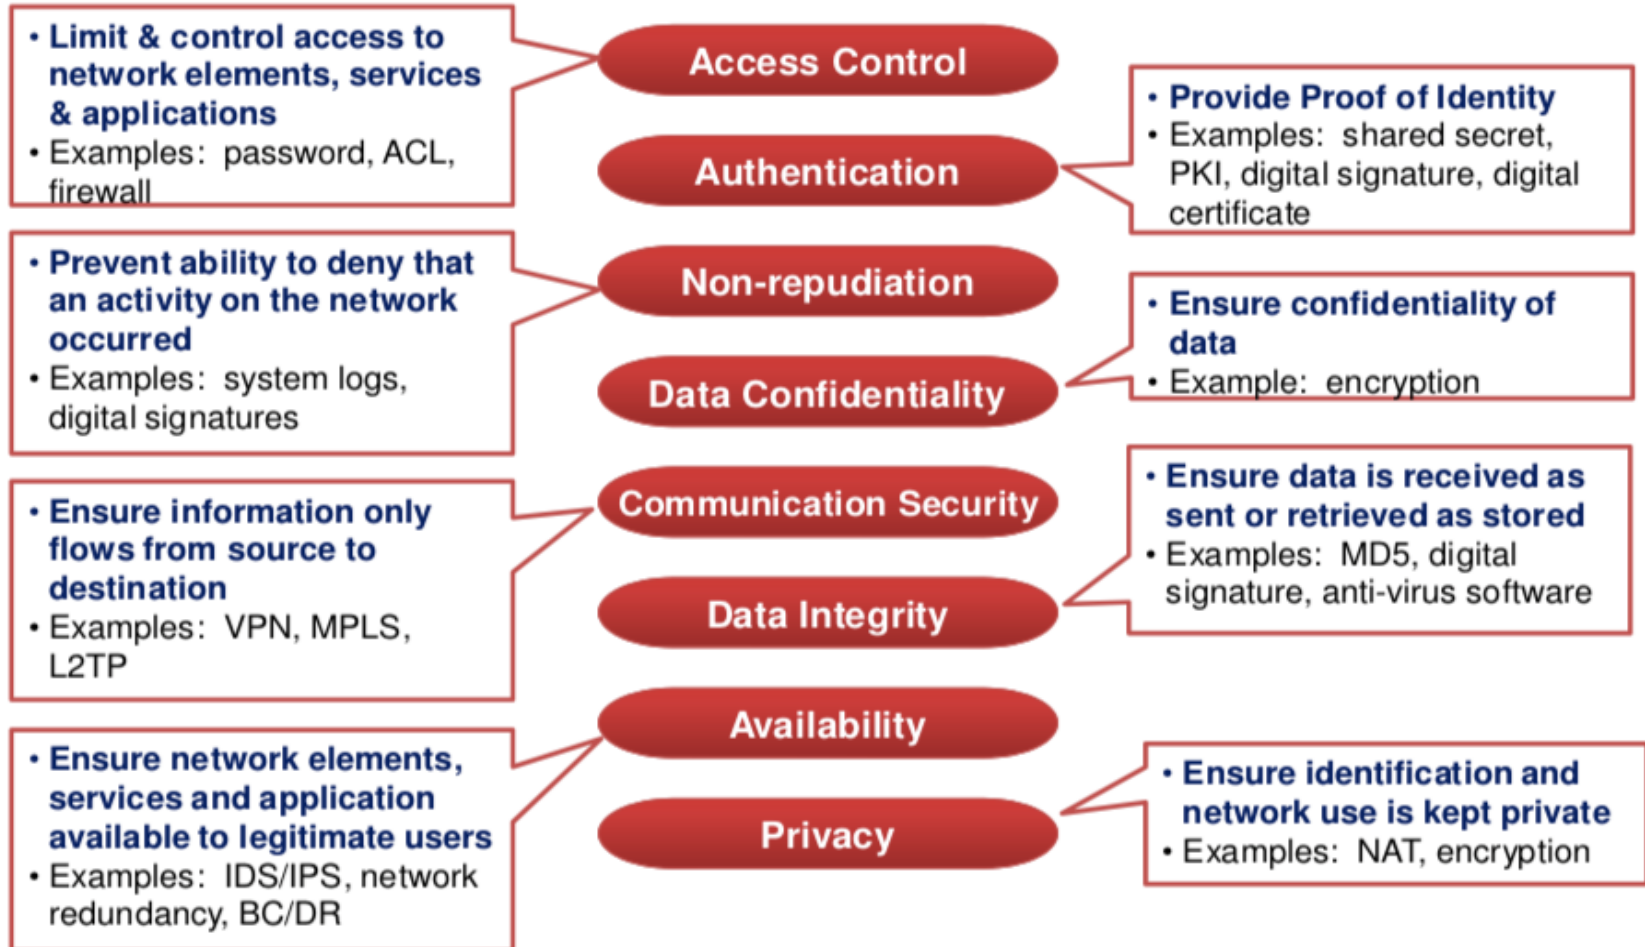 • Limit & control access to
network elements, services
& applications
• Examples: password, ACL,
firewall
Access Control
Authentication
• Provide Proof of Identity
• Examples: shared secret,
PKI, digital signature, digital
certificate
• Prevent ability to deny that
an activity on the network
occurred
• Examples: system logs,
digital signatures
Non-repudiation
Data Confidentiality
• Ensure confidentiality of
data
• Example: encryption
• Ensure information only
flows from source to
destination
• Examples: VPN, MPLS,
L2TP
Communication Security
Data Integrity
• Ensure data is received as
sent or retrieved as stored
• Examples: MD5, digital
signature, anti-virus software
• Ensure network elements,
services and application
available to legitimate users
• Examples: IDS/IPS, network
redundancy, BC/DR
Availability
Privacy
• Ensure identification and
network use is kept private
• Examples: NAT, encryption